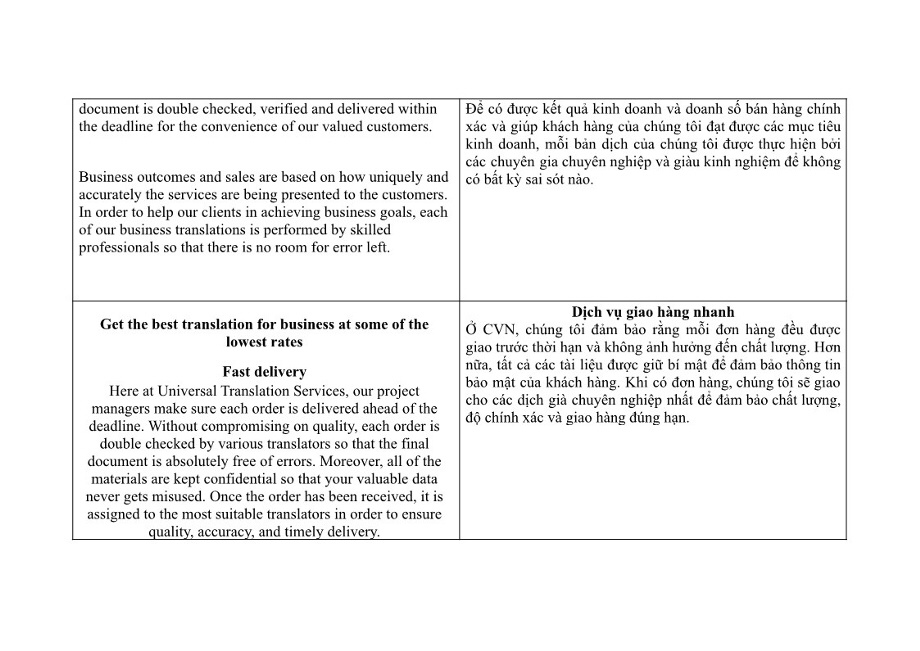 document is double checked, verified and delivered within
the deadline for the convenience of our valued customers.
Business outcomes and sales are based on how uniquely and
accurately the services are being presented to the customers.
In order to help our clients in achieving business goals, each
of our business translations is performed by skilled
professionals so that there is no room for error left.
Để có được kết quả kinh doanh và doanh số bán hàng chính
xác và giúp khách hàng của chúng tôi đạt được các mục tiêu
kinh doanh, mỗi bản dịch của chúng tôi được thực hiện bởi
các chuyên gia chuyên nghiệp và giàu kinh nghiệm để không
có bất kỳ sai sót nào.
Get the best translation for business at some of the
lowest rates
Fast delivery
Here at Universal Translation Services, our project
managers make sure each order is delivered ahead of the
deadline. Without compromising on quality, each order is
double checked by various translators so that the final
document is absolutely free of errors. Moreover, all of the
materials are kept confidential so that your valuable data
never gets misused. Once the order has been received, it is
assigned to the most suitable translators in order to ensure
quality, accuracy, and timely delivery.
Dịch vụ giao hàng nhanh
Ở CVN, chúng tôi đảm bảo rằng mỗi đơn hàng đều được
giao trước thời hạn và không ảnh hưởng đến chất lượng. Hơn
nữa, tất cả các tài liệu được giữ bí mật để đảm bảo thông tin
bảo mật của khách hàng. Khi có đơn hàng, chúng tôi sẽ giao
cho các dịch giả chuyên nghiệp nhất để đảm bảo chất lượng,
độ chính xác và giao hàng đúng hạn.